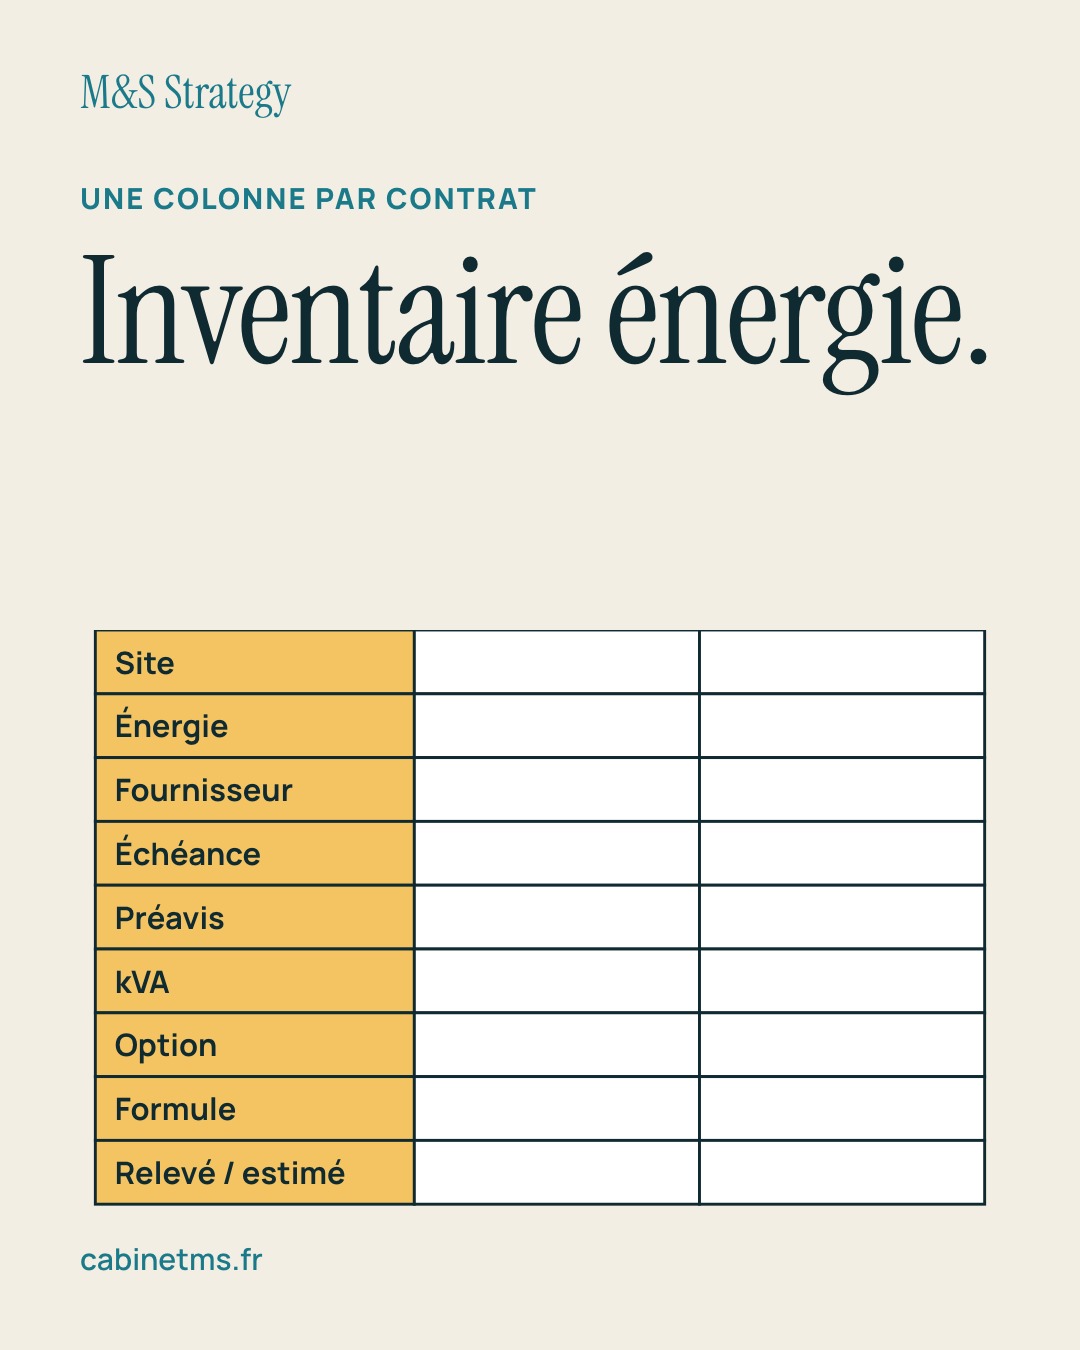 M&S Strategy
UNE COLONNE PAR CONTRAT
Inventaire énergie.
Site
Énergie
Fournisseur
Échéance
Préavis
kVA
Option
Formule
Relevé / estimé
cabinetms.fr